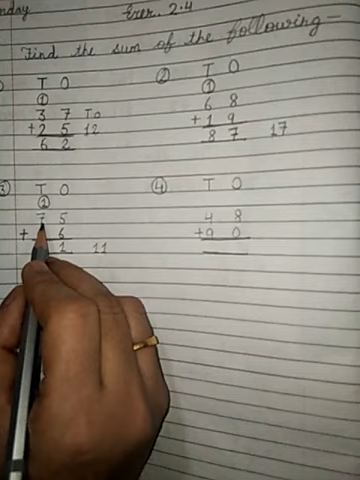 nday Exer. 2.4
Find the sum of the following-
T O
①
3 7 To
+ 2 5 12
6 2
② T O
①
6 8
+ 1 9
8 7 17
③ T O
①
7 5
+ 6
1 11
④ T O
4 8
+ 9 0